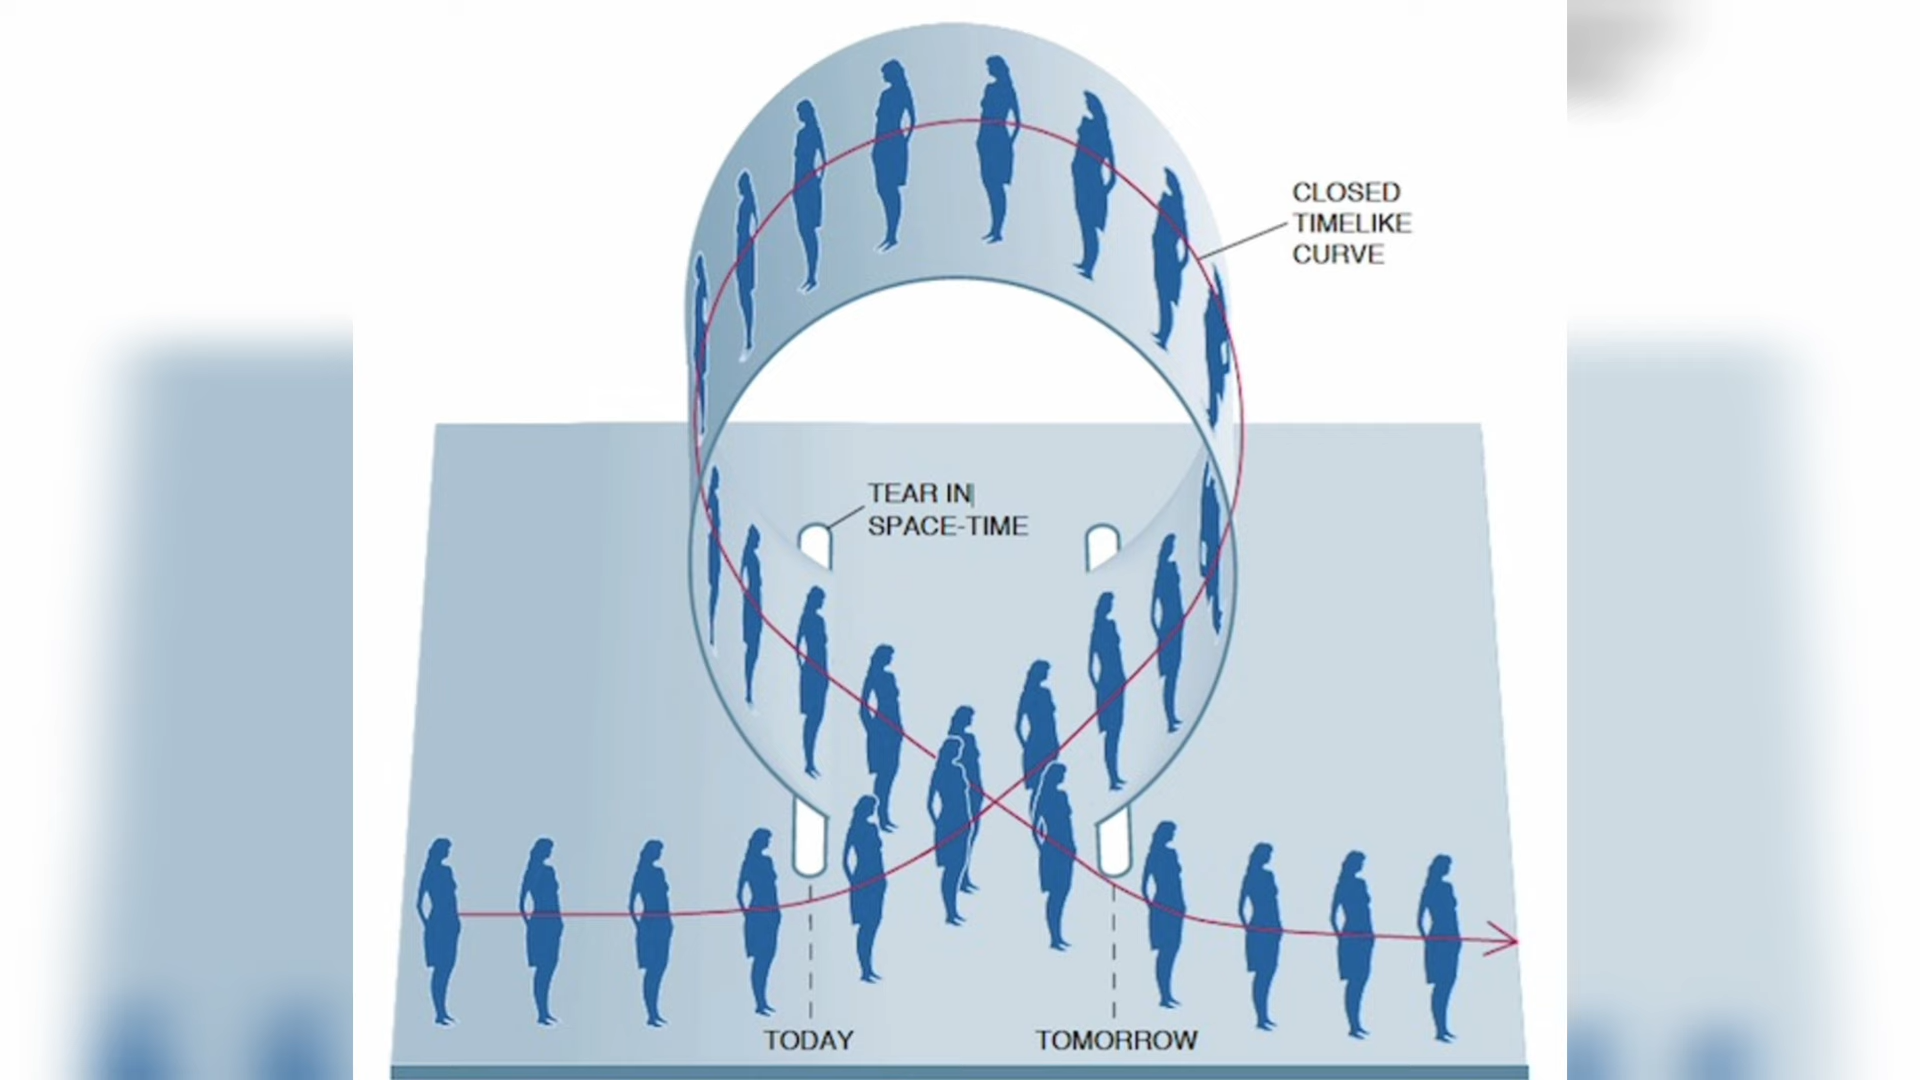 CLOSED
TIMELIKE
CURVE
TEAR IN
SPACE-TIME
TODAY
TOMORROW